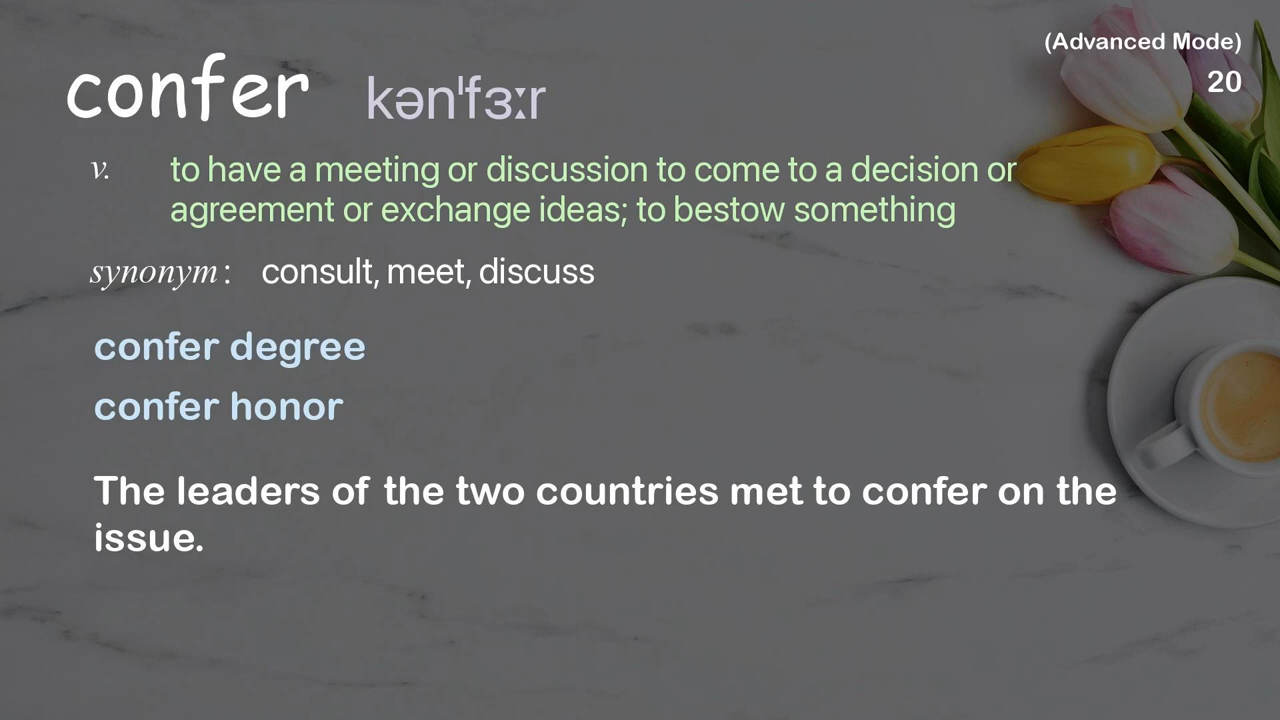 (Advanced Mode)
20
confer kənˈfɜːr
v. to have a meeting or discussion to come to a decision or
agreement or exchange ideas; to bestow something
synonym: consult, meet, discuss
confer degree
confer honor
The leaders of the two countries met to confer on the
issue.